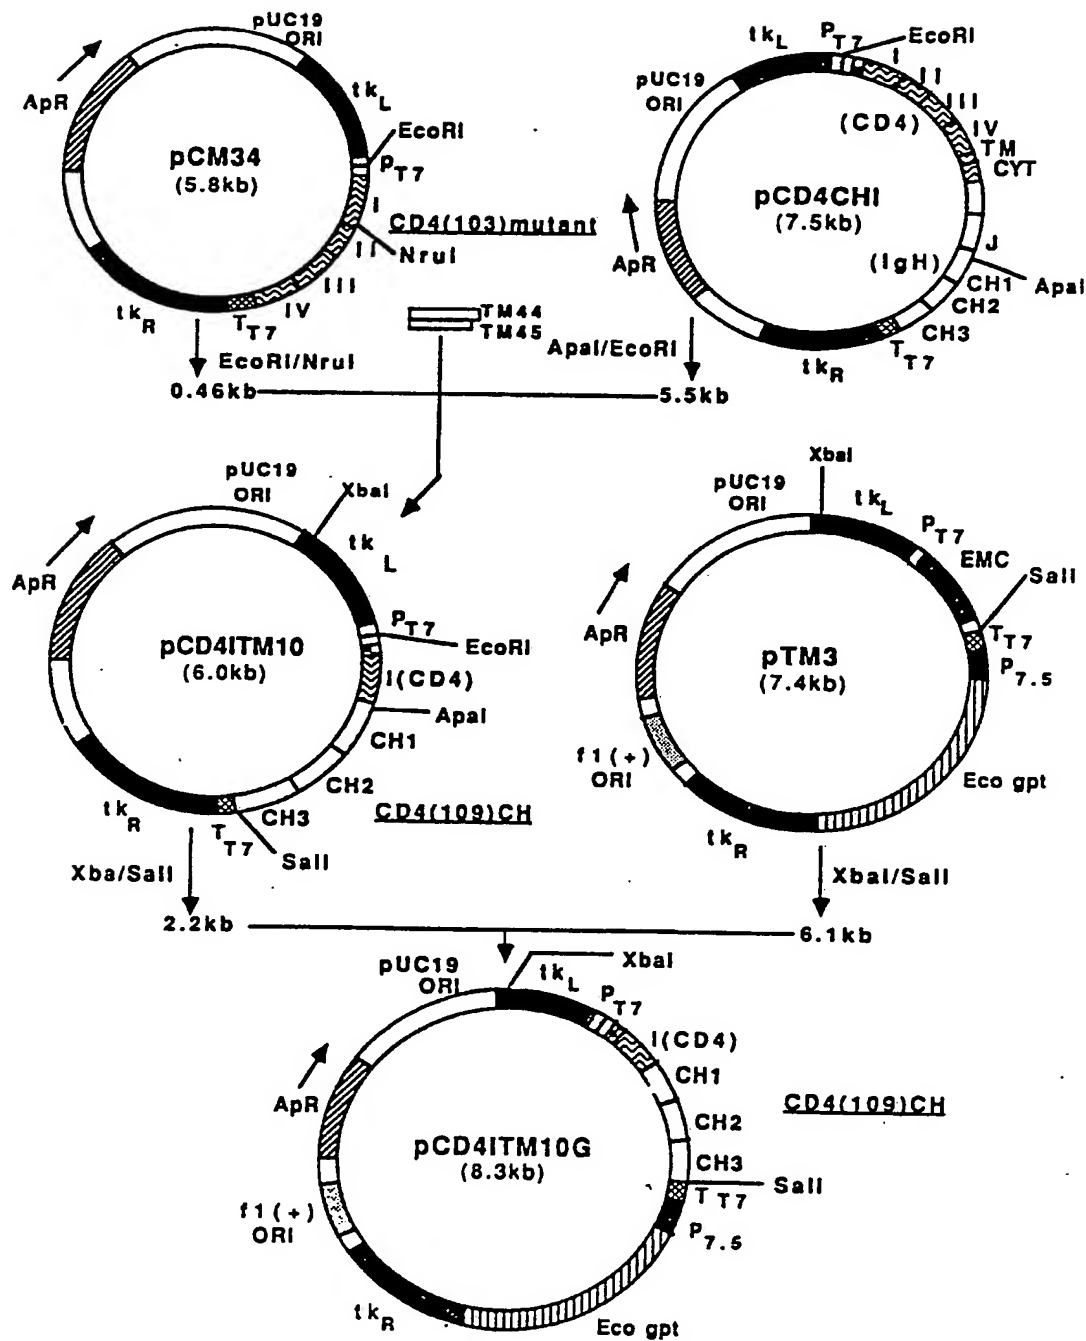 pUC19
ORI
tkL
ApR
EcoRI
PT7
pCM34
(5.8kb)
I
CD4(103)mutant
II
NruI
III
IV
TT7
tkR
EcoRI/NruI
0.46kb
TM44
TM45
tkL
PT7
EcoRI
I
II
III
IV
TM
CYT
pUC19
ORI
(CD4)
pCD4CHI
(7.5kb)
ApR
(IgH)
J
ApaI
CH1
CH2
CH3
TT7
tkR
ApaI/EcoRI
5.5kb
pUC19
ORI
XbaI
tk L
ApR
PT7
EcoRI
pCD4ITM10
(6.0kb)
I(CD4)
ApaI
CH1
CH2
CH3
CD4(109)CH
tkR
TT7
SalI
Xba/SalI
2.2kb
XbaI
pUC19
ORI
tkL
PT7
EMC
SalI
ApR
TT7
P7.5
pTM3
(7.4kb)
f1(+)
ORI
Eco gpt
tkR
XbaI/SalI
6.1kb
pUC19
ORI
XbaI
tkL
PT7
I(CD4)
CH1
ApR
CD4(109)CH
CH2
pCD4ITM10G
(8.3kb)
CH3
SalI
TT7
f1(+)
ORI
P7.5
tkR
Eco gpt